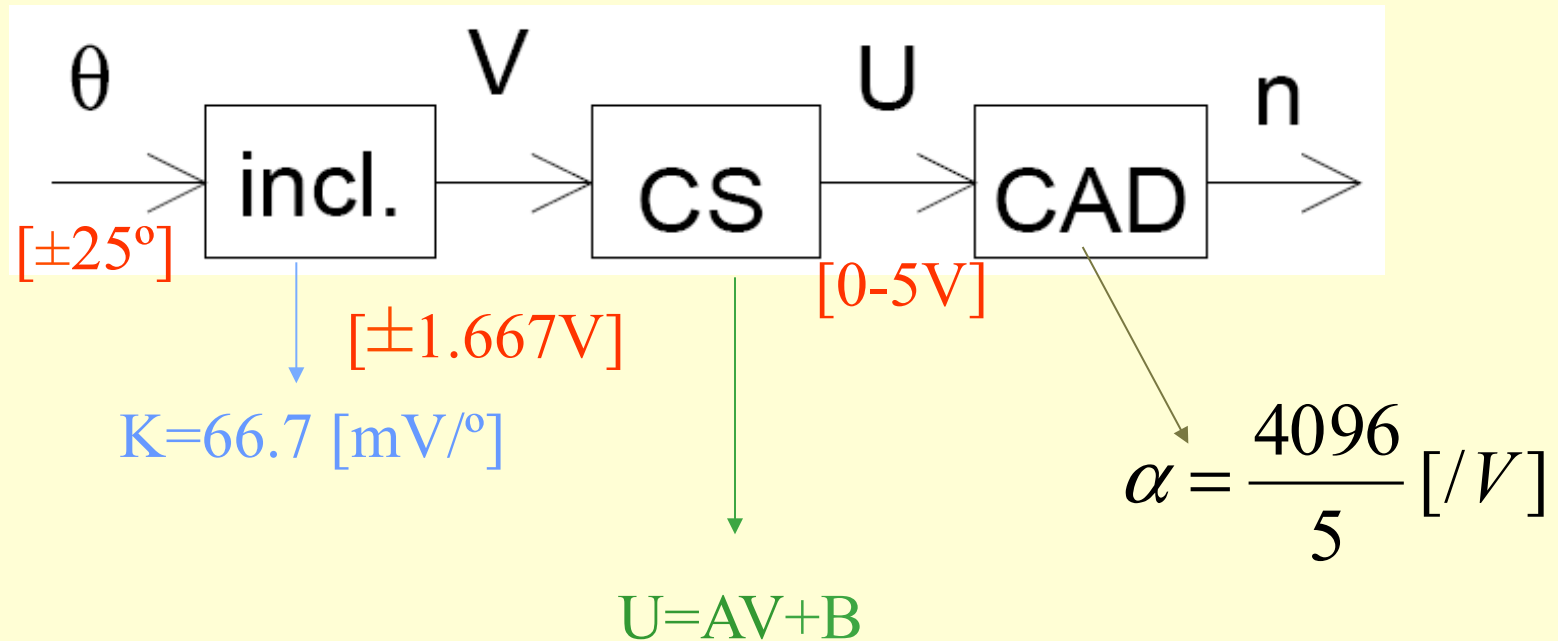 θ V U n
incl. CS CAD
[±25º] [0-5V]
[±1.667V]
K=66.7 [mV/º]
α = 4096/5 [/V]
U=AV+B